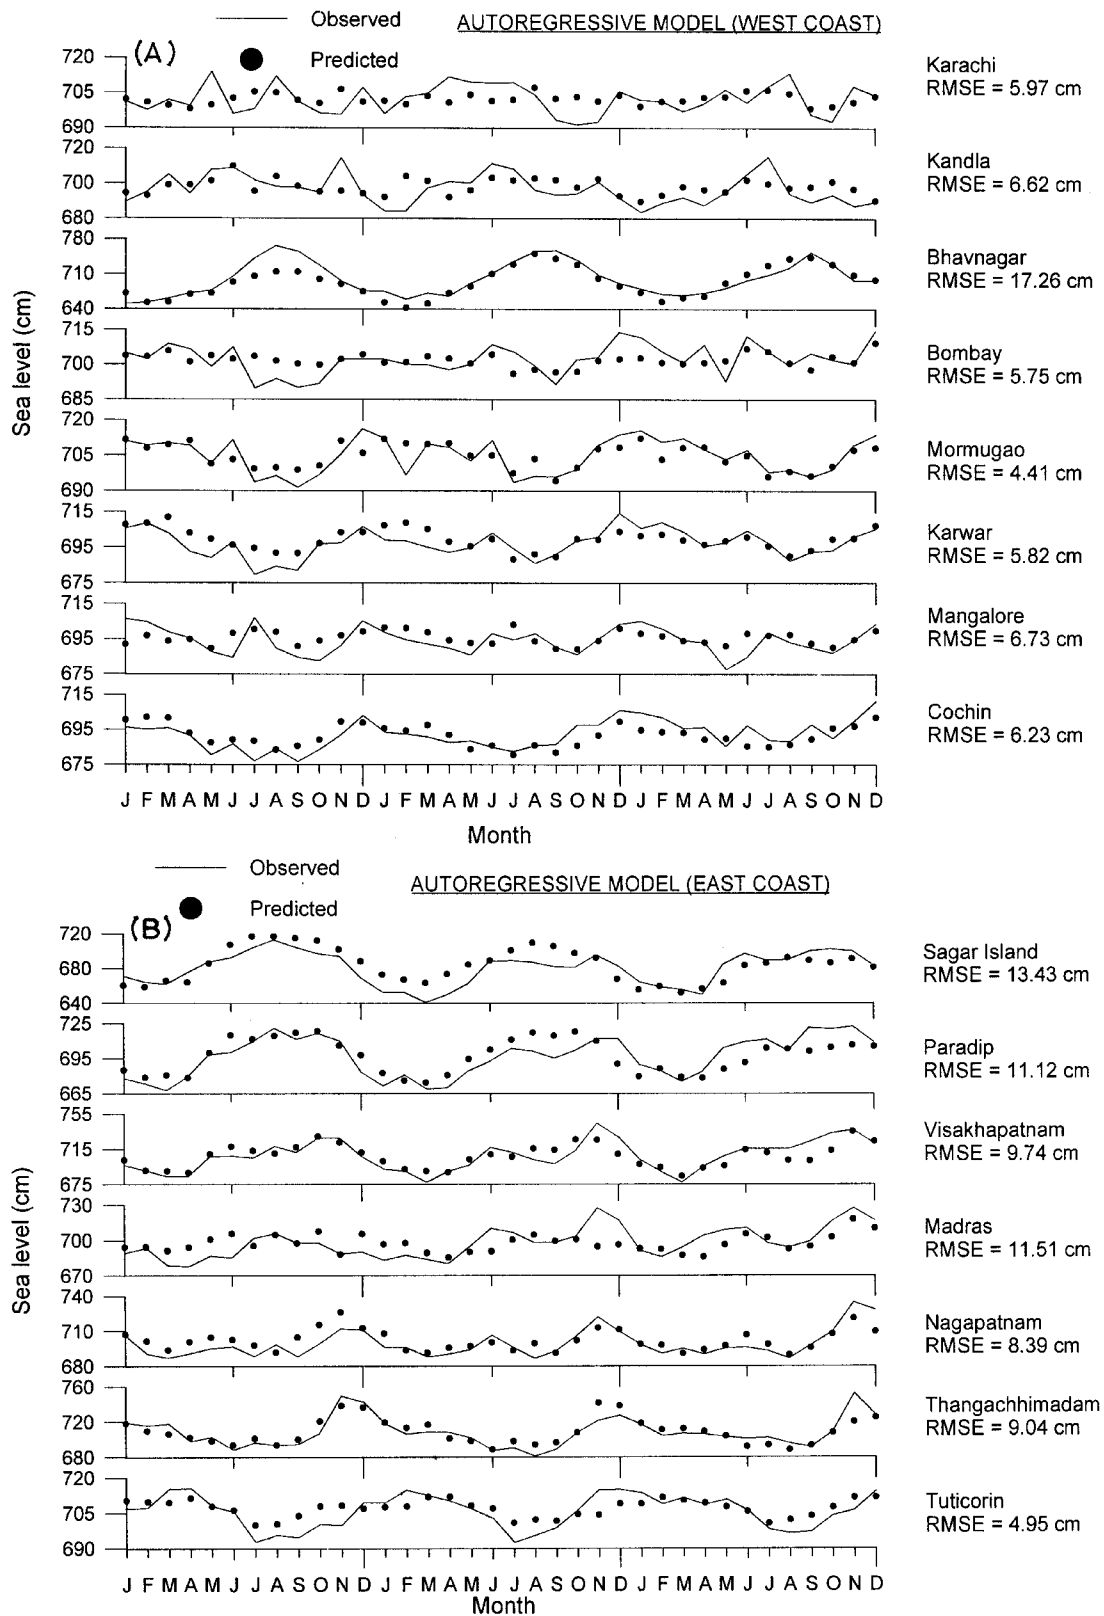 Observed
AUTOREGRESSIVE MODEL (WEST COAST)
(A)
Predicted
Sea level (cm)
720
705
690
Karachi
RMSE = 5.97 cm
720
700
680
Kandla
RMSE = 6.62 cm
780
710
640
Bhavnagar
RMSE = 17.26 cm
715
700
685
Bombay
RMSE = 5.75 cm
720
705
690
Mormugao
RMSE = 4.41 cm
715
695
675
Karwar
RMSE = 5.82 cm
715
695
675
Mangalore
RMSE = 6.73 cm
715
695
675
Cochin
RMSE = 6.23 cm
J F M A M J J A S O N D J F M A M J J A S O N D J F M A M J J A S O N D
Month
Observed
AUTOREGRESSIVE MODEL (EAST COAST)
(B)
Predicted
Sea level (cm)
720
680
640
Sagar Island
RMSE = 13.43 cm
725
695
665
Paradip
RMSE = 11.12 cm
755
715
675
Visakhapatnam
RMSE = 9.74 cm
730
700
670
Madras
RMSE = 11.51 cm
740
710
680
Nagapatnam
RMSE = 8.39 cm
760
720
680
Thangachhimadam
RMSE = 9.04 cm
720
705
690
Tuticorin
RMSE = 4.95 cm
J F M A M J J A S O N D J F M A M J J A S O N D J F M A M J J A S O N D
Month